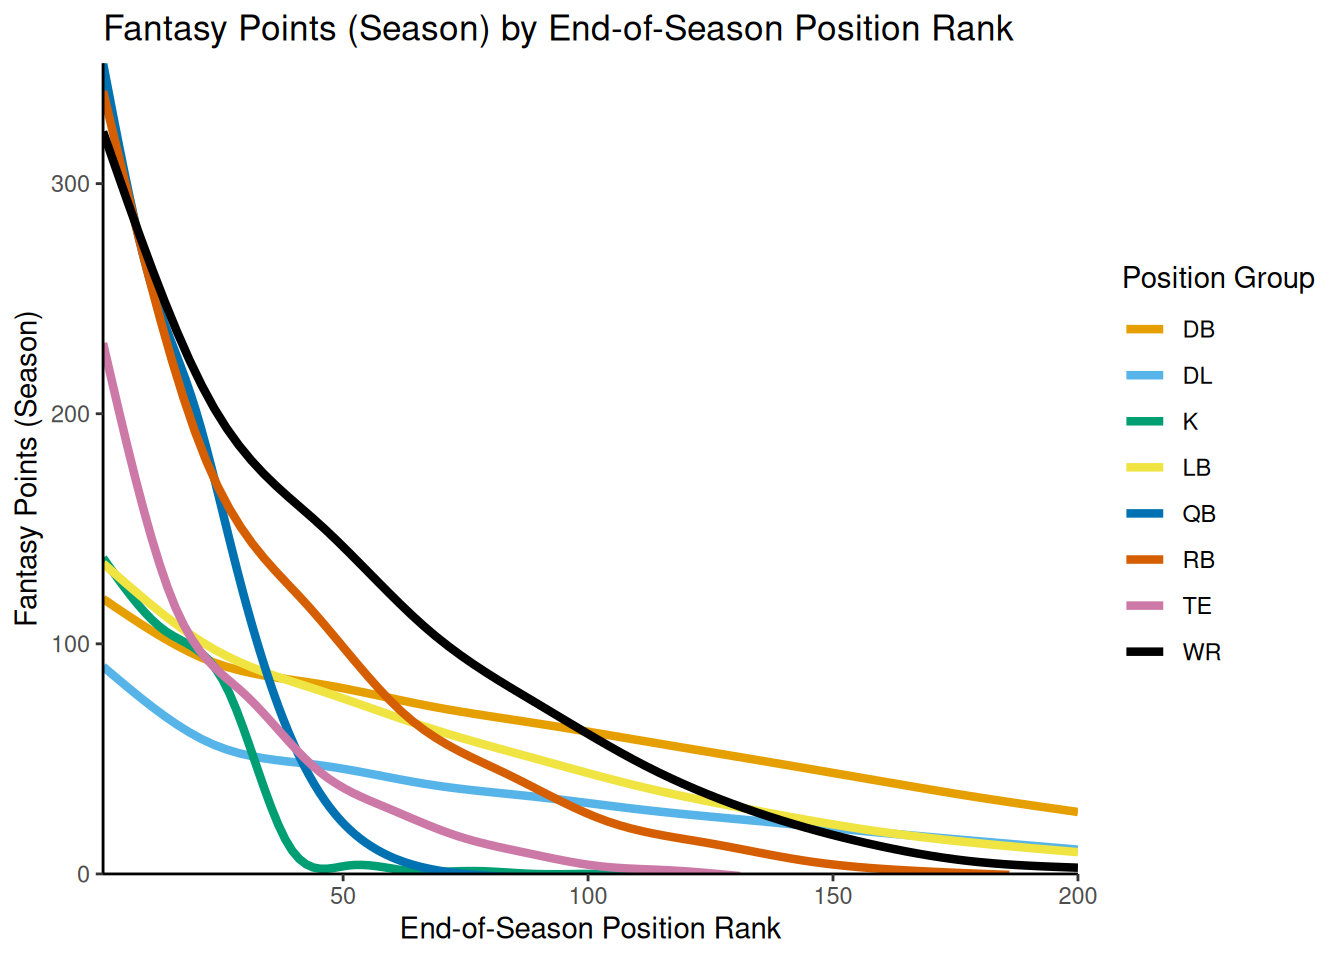 Fantasy Points (Season) by End-of-Season Position Rank
Fantasy Points (Season)
300
200
100
0
50
100
150
200
End-of-Season Position Rank
Position Group
DB
DL
K
LB
QB
RB
TE
WR